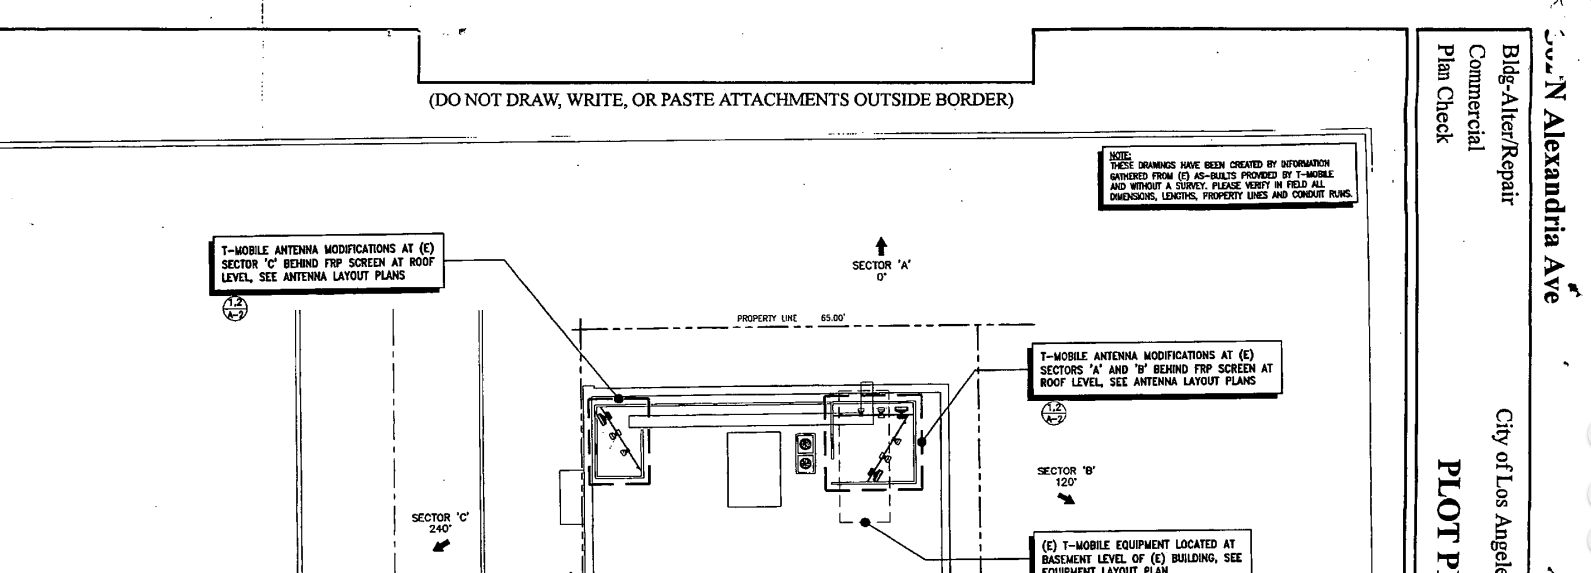 (DO NOT DRAW, WRITE, OR PASTE ATTACHMENTS OUTSIDE BORDER)
NOTE:
THESE DRAWINGS HAVE BEEN CREATED BY INFORMATION
GATHERED FROM (E) AS-BUILTS PROVIDED BY T-MOBILE
AND WITHOUT A SURVEY. PLEASE VERIFY IN FIELD ALL
DIMENSIONS, LENGTHS, PROPERTY LINES AND CONDUIT RUNS.
T-MOBILE ANTENNA MODIFICATIONS AT (E)
SECTOR 'C' BEHIND FRP SCREEN AT ROOF
LEVEL, SEE ANTENNA LAYOUT PLANS
1,2
A-2
SECTOR 'A'
0°
PROPERTY LINE 65.00'
T-MOBILE ANTENNA MODIFICATIONS AT (E)
SECTORS 'A' AND 'B' BEHIND FRP SCREEN AT
ROOF LEVEL, SEE ANTENNA LAYOUT PLANS
1,2
A-2
SECTOR 'B'
120°
SECTOR 'C'
240°
(E) T-MOBILE EQUIPMENT LOCATED AT
BASEMENT LEVEL OF (E) BUILDING, SEE
EQUIPMENT LAYOUT PLAN
N Alexandria Ave
Bldg-Alter/Repair
Commercial
Plan Check
City of Los Angele
PLOT P